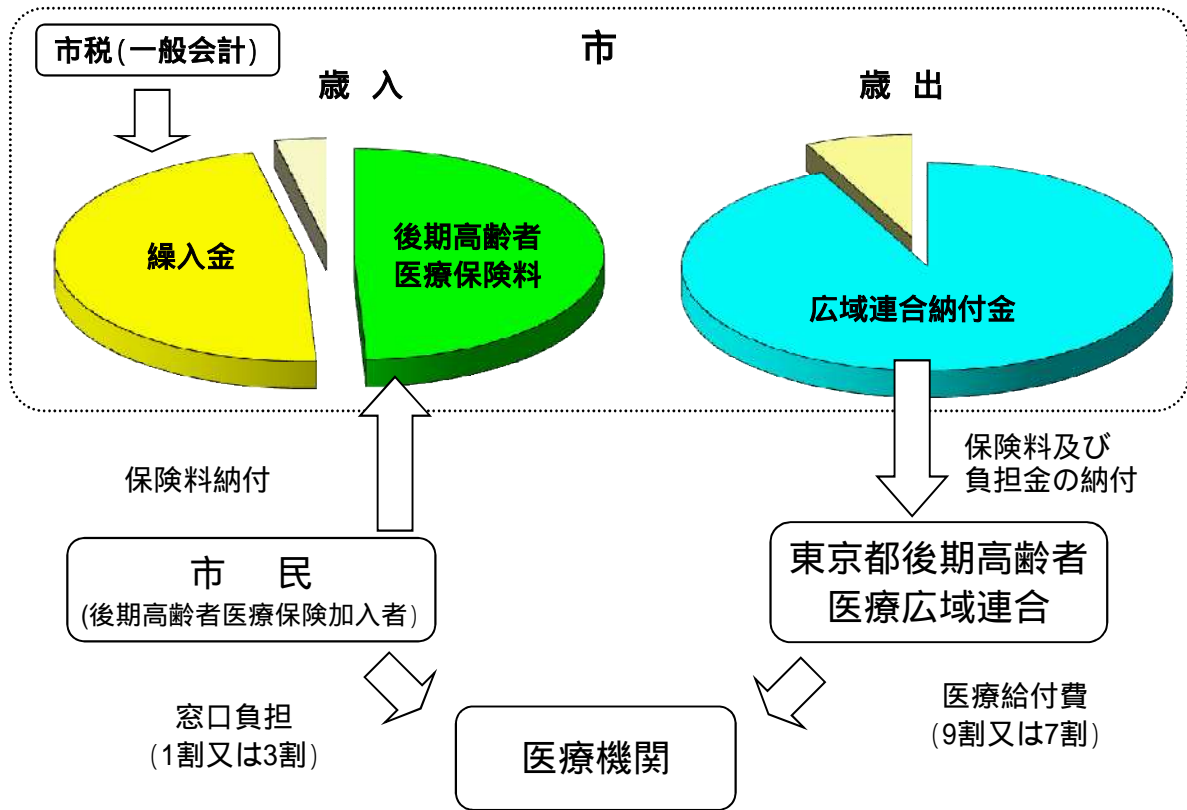 市税(一般会計)
市
歳 入
歳 出
繰入金
後期高齢者
医療保険料
広域連合納付金
保険料納付
保険料及び
負担金の納付
市 民
(後期高齢者医療保険加入者)
東京都後期高齢者
医療広域連合
窓口負担
(1割又は3割)
医療機関
医療給付費
(9割又は7割)